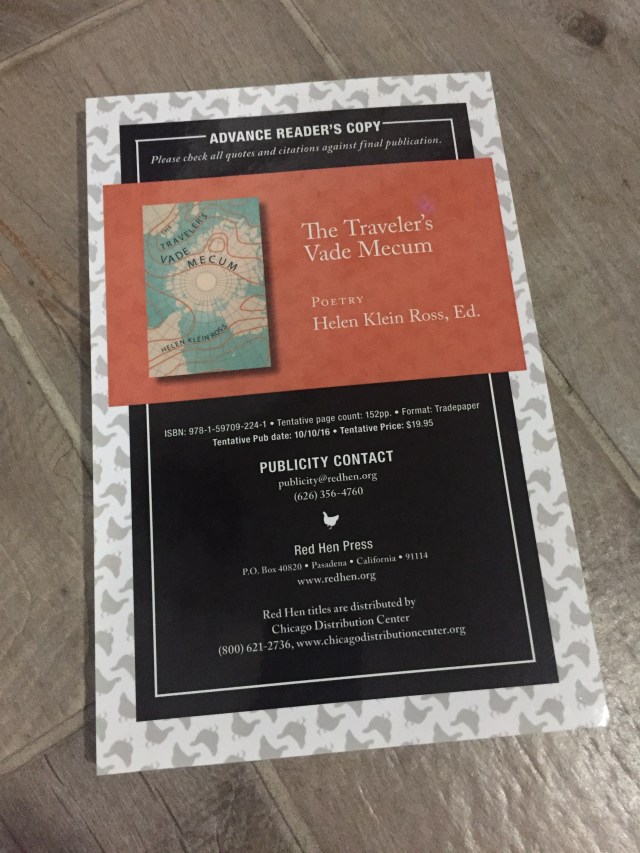 ADVANCE READER'S COPY
Please check all quotes and citations against final publication.
THE
TRAVELER'S
VADE
MECUM
HELEN KLEIN ROSS
The Traveler's
Vade Mecum
POETRY
Helen Klein Ross, Ed.
ISBN: 978-1-59709-224-1 • Tentative page count: 152pp. • Format: Tradepaper
Tentative Pub date: 10/10/16 • Tentative Price: $19.95
PUBLICITY CONTACT
publicity@redhen.org
(626) 356-4760
Red Hen Press
P.O. Box 40820 • Pasadena • California • 91114
www.redhen.org
Red Hen titles are distributed by
Chicago Distribution Center
(800) 621-2736, www.chicagodistributioncenter.org